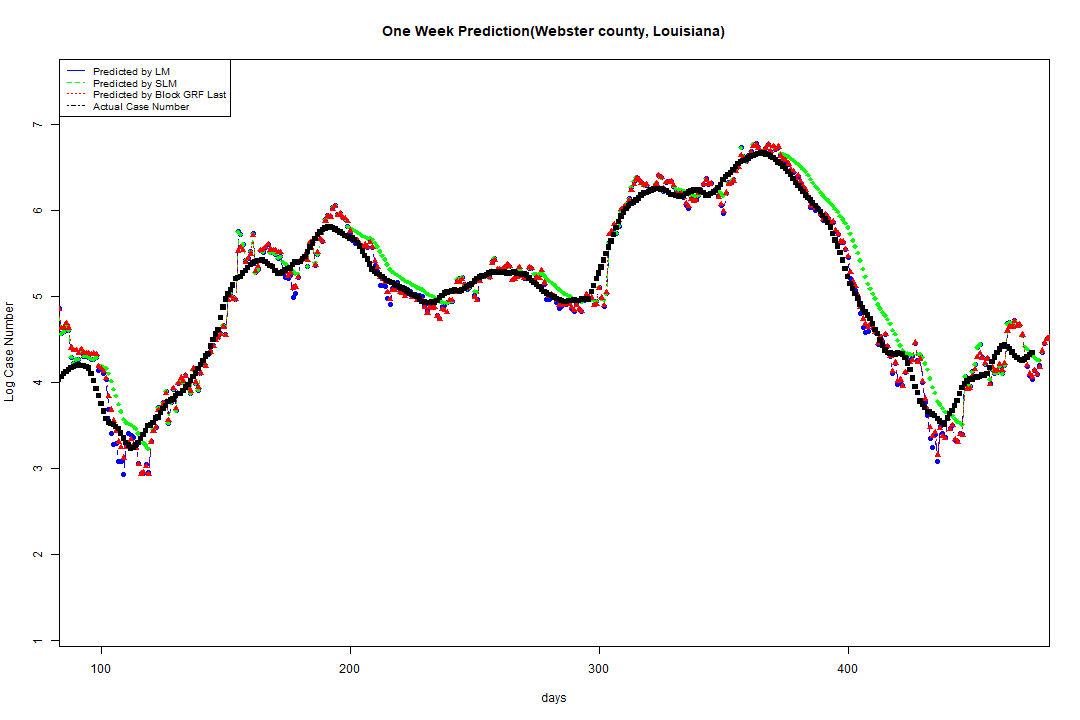 One Week Prediction(Webster county, Louisiana)
Predicted by LM
Predicted by SLM
Predicted by Block GRF Last
Actual Case Number
Log Case Number
7
6
5
4
3
2
1
100 200 300 400
days